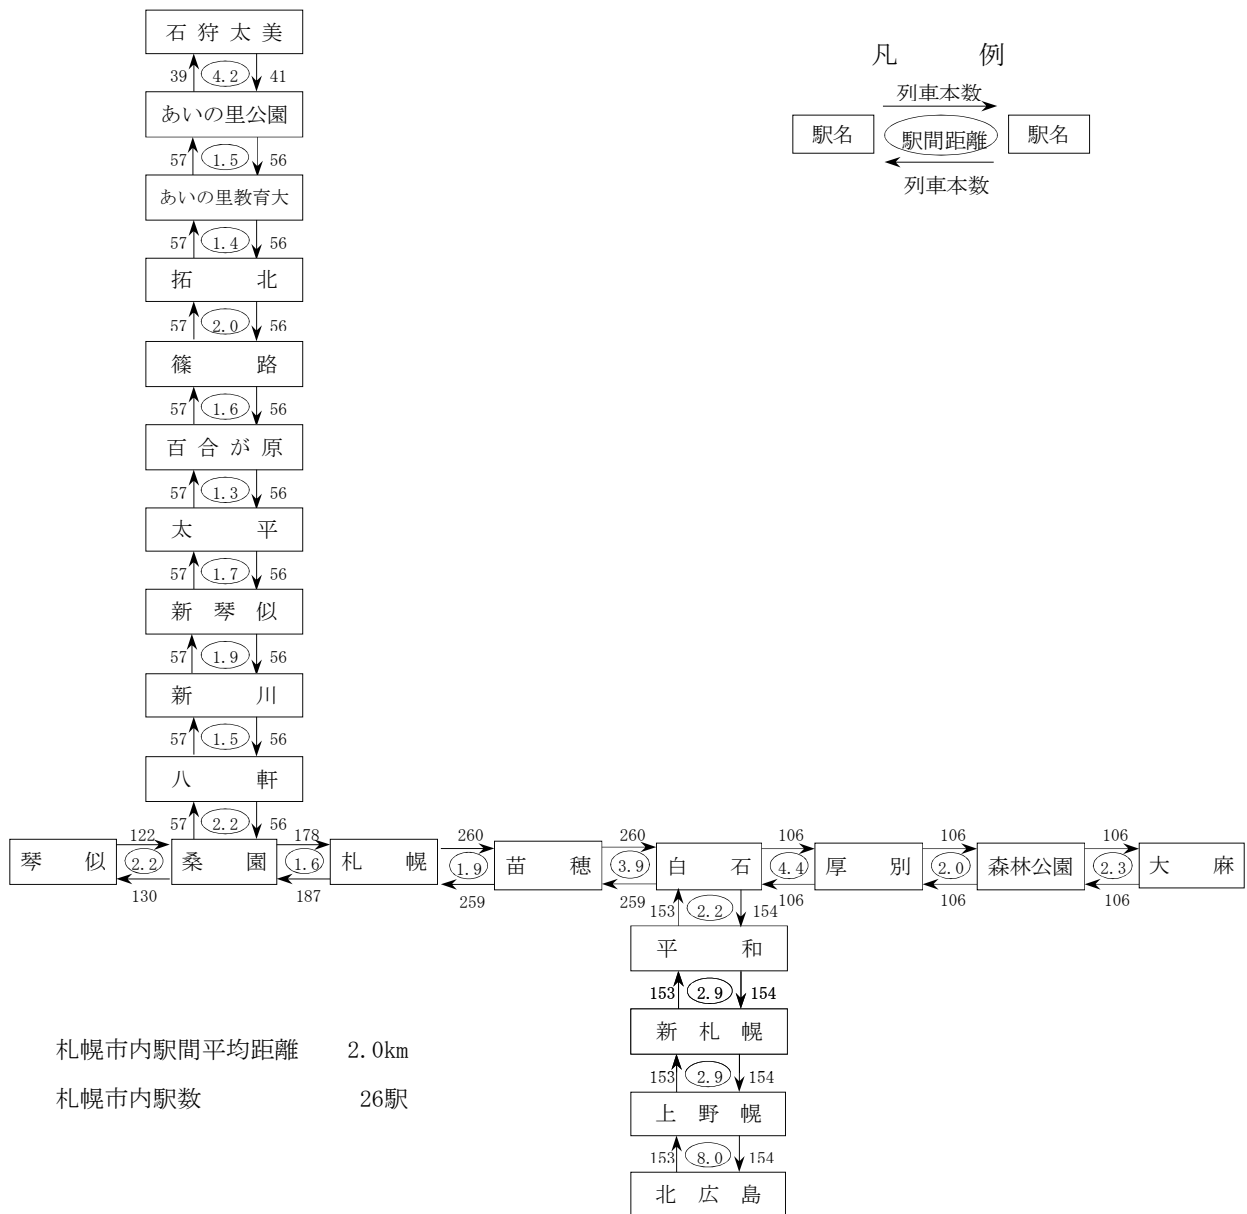 石狩太美
39 4.2 41
あいの里公園
57 1.5 56
あいの里教育大
57 1.4 56
拓北
57 2.0 56
篠路
57 1.6 56
百合が原
57 1.3 56
太平
57 1.7 56
新琴似
57 1.9 56
新川
57 1.5 56
八軒
57 2.2 56
凡例
列車本数
駅名 駅間距離 駅名
列車本数
122 178 260 260 106 106 106
琴似 2.2 桑園 1.6 札幌 1.9 苗穂 3.9 白石 4.4 厚別 2.0 森林公園 2.3 大麻
130 187 259 259 106 106 106
153 2.2 154
平和
153 2.9 154
新札幌
153 2.9 154
上野幌
153 8.0 154
北広島
札幌市内駅間平均距離 2.0km
札幌市内駅数 26駅